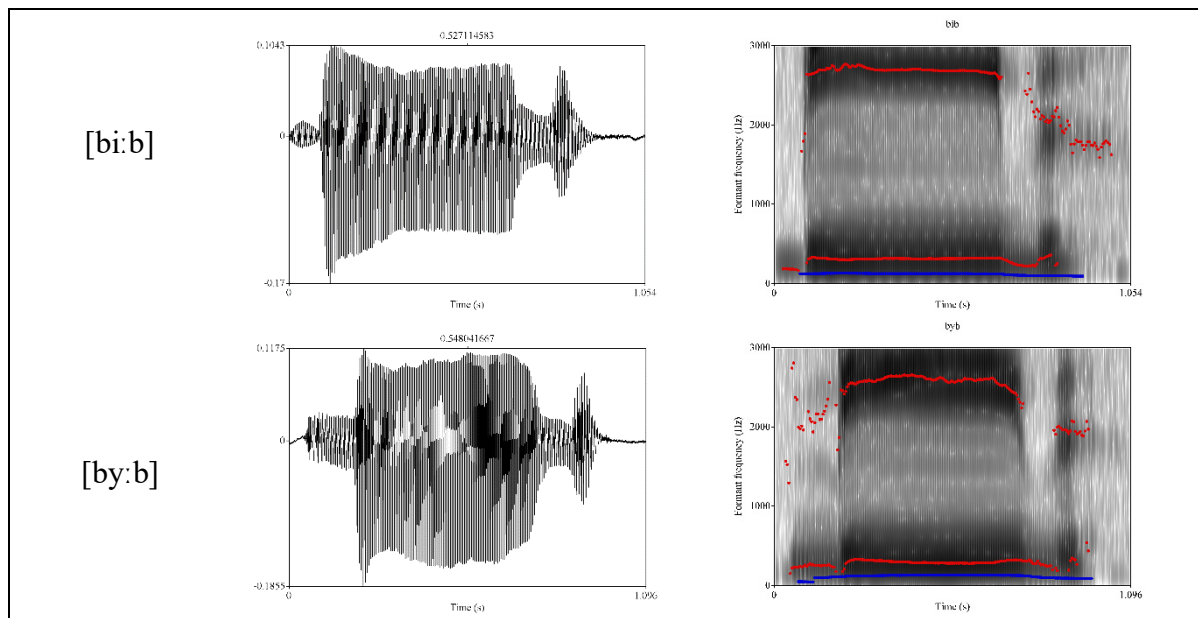 [biːb]
0.527114583
0.1043
0
-0.17
0
1.054
Time (s)
bib
3000
2000
1000
0
Formant frequency (Hz)
0
1.054
Time (s)
[byːb]
0.548041667
0.1175
0
-0.1855
0
1.096
Time (s)
byb
3000
2000
1000
0
Formant frequency (Hz)
0
1.096
Time (s)